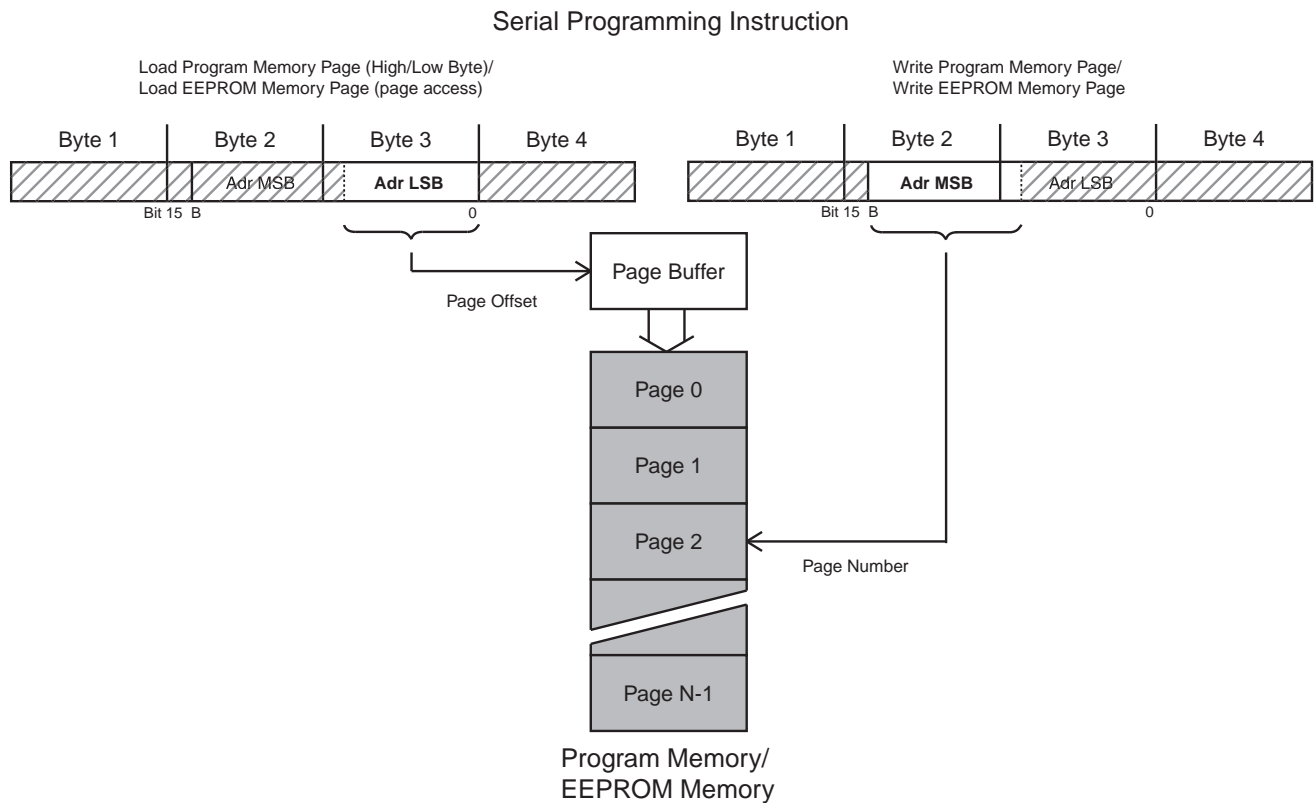 Serial Programming Instruction
Load Program Memory Page (High/Low Byte)/
Load EEPROM Memory Page (page access)
Write Program Memory Page/
Write EEPROM Memory Page
Byte 1 Byte 2 Byte 3 Byte 4
Byte 1 Byte 2 Byte 3 Byte 4
Adr MSB Adr LSB
Adr MSB Adr LSB
Bit 15 B 0
Bit 15 B 0
Page Buffer
Page Offset
Page 0
Page 1
Page 2
Page Number
Page N-1
Program Memory/
EEPROM Memory